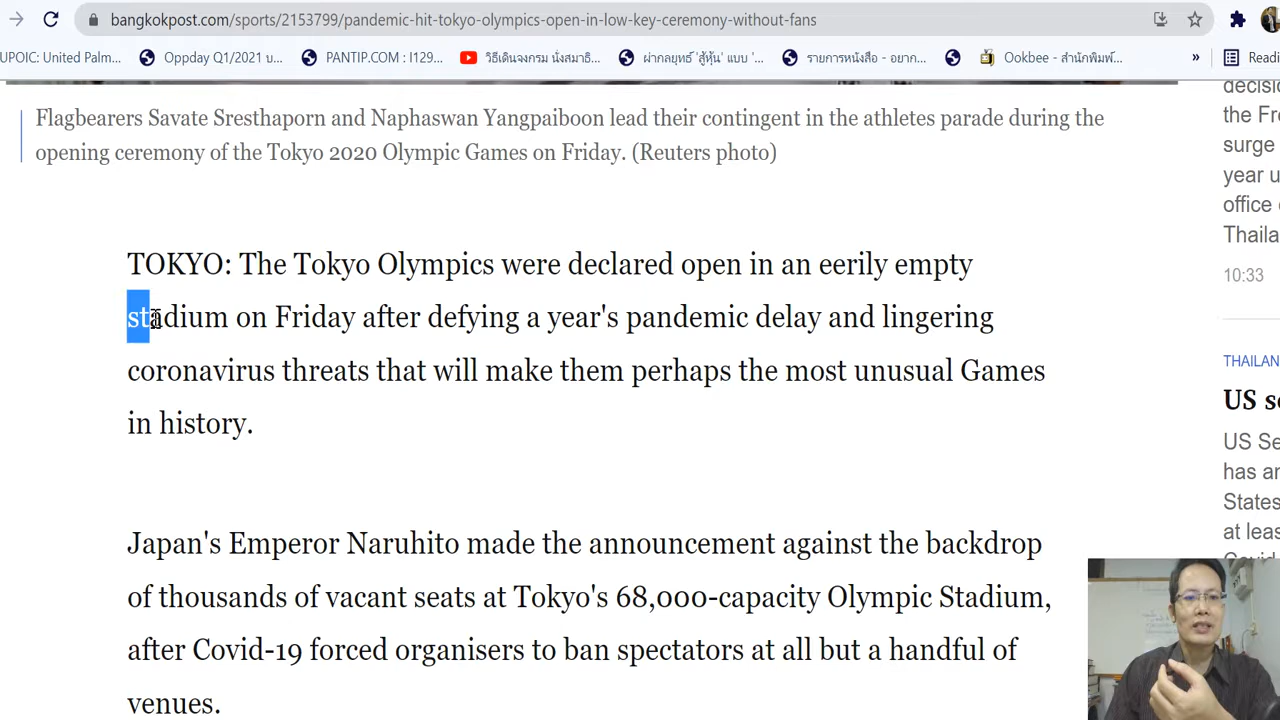 bangkokpost.com/sports/2153799/pandemic-hit-tokyo-olympics-open-in-low-key-ceremony-without-fans
UPOIC: United Palm... Oppday Q1/2021 บ... PANTIP.COM : I129... วิธีเดินจงกรม นั่งสมาธิ... ฝากลยุทธ์ 'สู้หุ้น' แบบ '... รายการหนังสือ - อยาก... Ookbee - สำนักพิมพ์... » Readi
Flagbearers Savate Sresthaporn and Naphaswan Yangpaiboon lead their contingent in the athletes parade during the
opening ceremony of the Tokyo 2020 Olympic Games on Friday. (Reuters photo)
TOKYO: The Tokyo Olympics were declared open in an eerily empty
stadium on Friday after defying a year's pandemic delay and lingering
coronavirus threats that will make them perhaps the most unusual Games
in history.
Japan's Emperor Naruhito made the announcement against the backdrop
of thousands of vacant seats at Tokyo's 68,000-capacity Olympic Stadium,
after Covid-19 forced organisers to ban spectators at all but a handful of
venues.
decisio
the Fre
surge
year u
office
Thaila
10:33
THAILAN
US se
US Se
has an
States
at leas